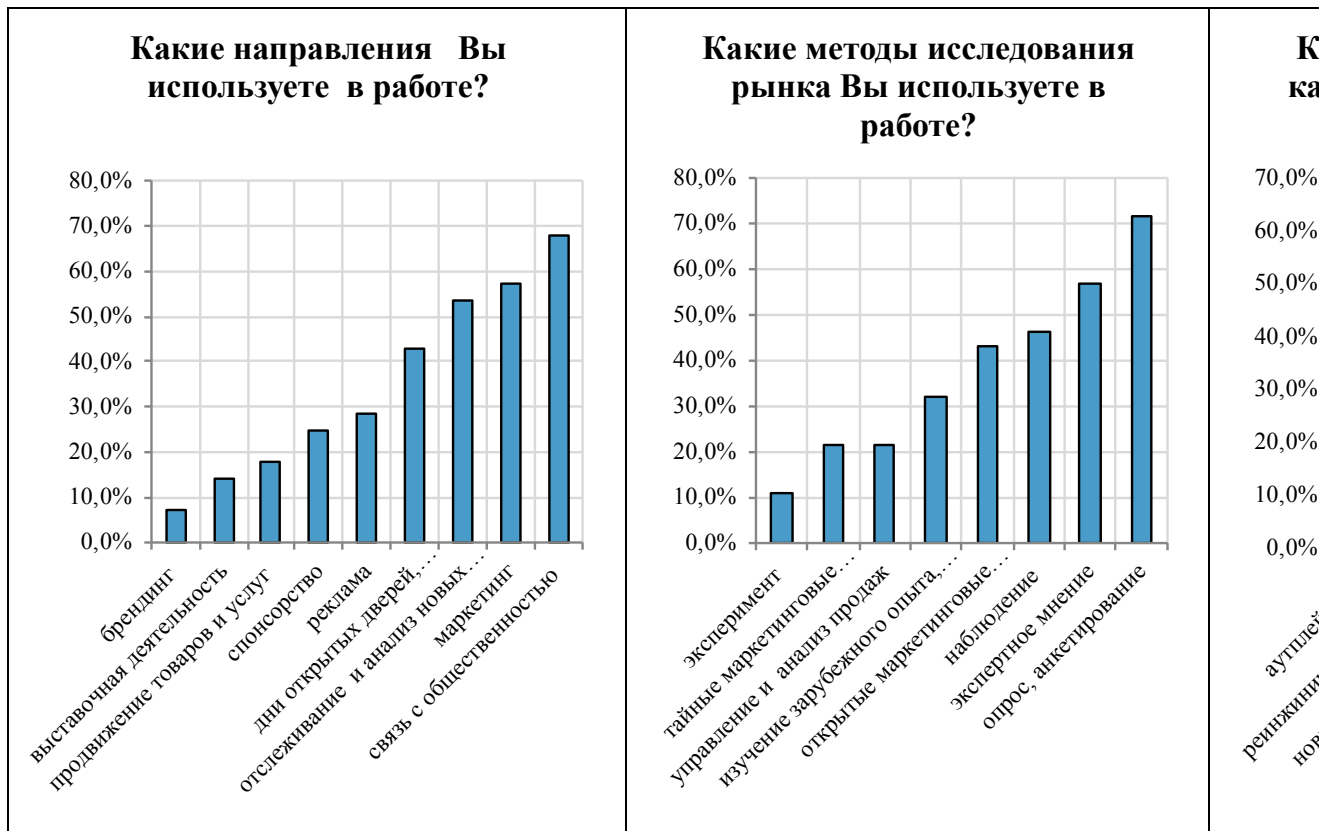 Какие направления Вы
используете в работе?
80,0%
70,0%
60,0%
50,0%
40,0%
30,0%
20,0%
10,0%
0,0%
брендинг
выставочная деятельность
продвижение товаров и услуг
спонсорство
реклама
дни открытых дверей,…
отслеживание и анализ новых…
маркетинг
связь с общественностью
Какие методы исследования
рынка Вы используете в
работе?
80,0%
70,0%
60,0%
50,0%
40,0%
30,0%
20,0%
10,0%
0,0%
эксперимент
тайные маркетинговые…
управление и анализ продаж
изучение зарубежного опыта,…
открытые маркетинговые…
наблюдение
экспертное мнение
опрос, анкетирование
70,0%
60,0%
50,0%
40,0%
30,0%
20,0%
10,0%
0,0%